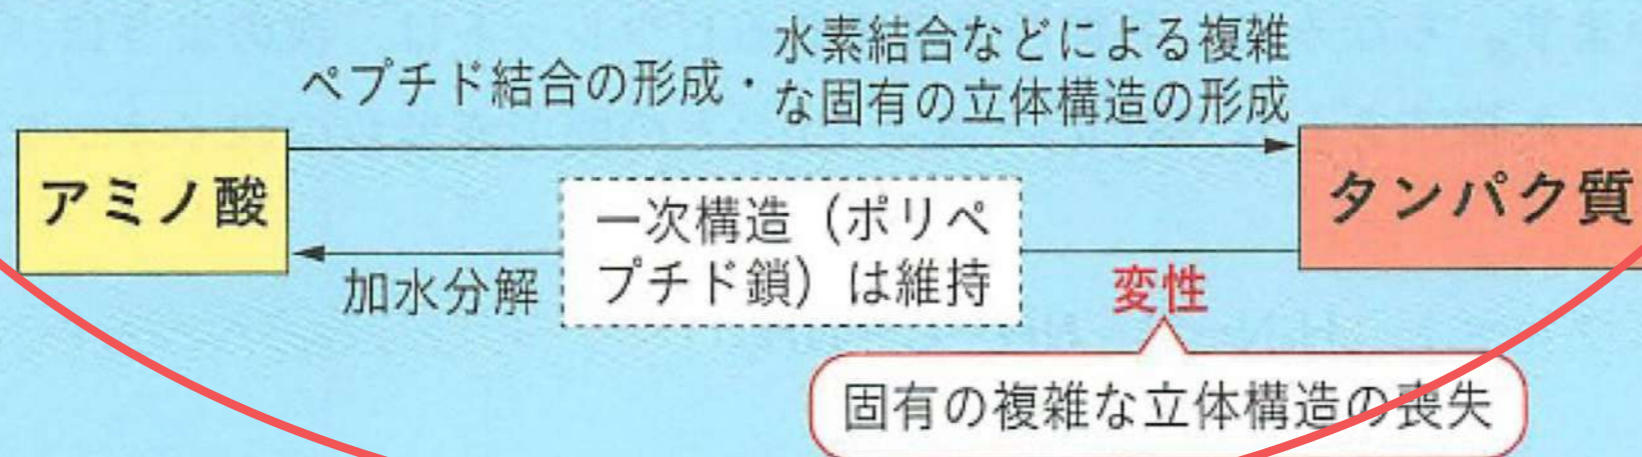 水素結合などによる複雑
ペプチド結合の形成・
な固有の立体構造の形成
アミノ酸
タンパク質
一次構造（ポリペ
プチド鎖）は維持
加水分解
変性
固有の複雑な立体構造の喪失